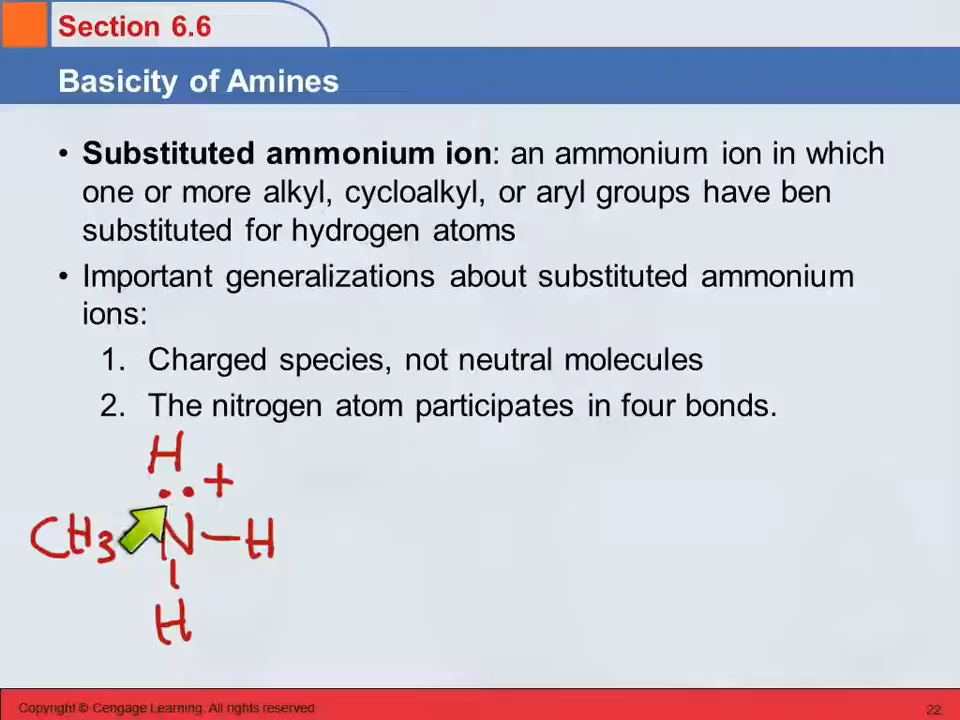 Section 6.6
Basicity of Amines
• Substituted ammonium ion: an ammonium ion in which
one or more alkyl, cycloalkyl, or aryl groups have ben
substituted for hydrogen atoms
• Important generalizations about substituted ammonium
ions:
1. Charged species, not neutral molecules
2. The nitrogen atom participates in four bonds.
H
•• +
CH3 N – H
|
H
Copyright © Cengage Learning. All rights reserved 22